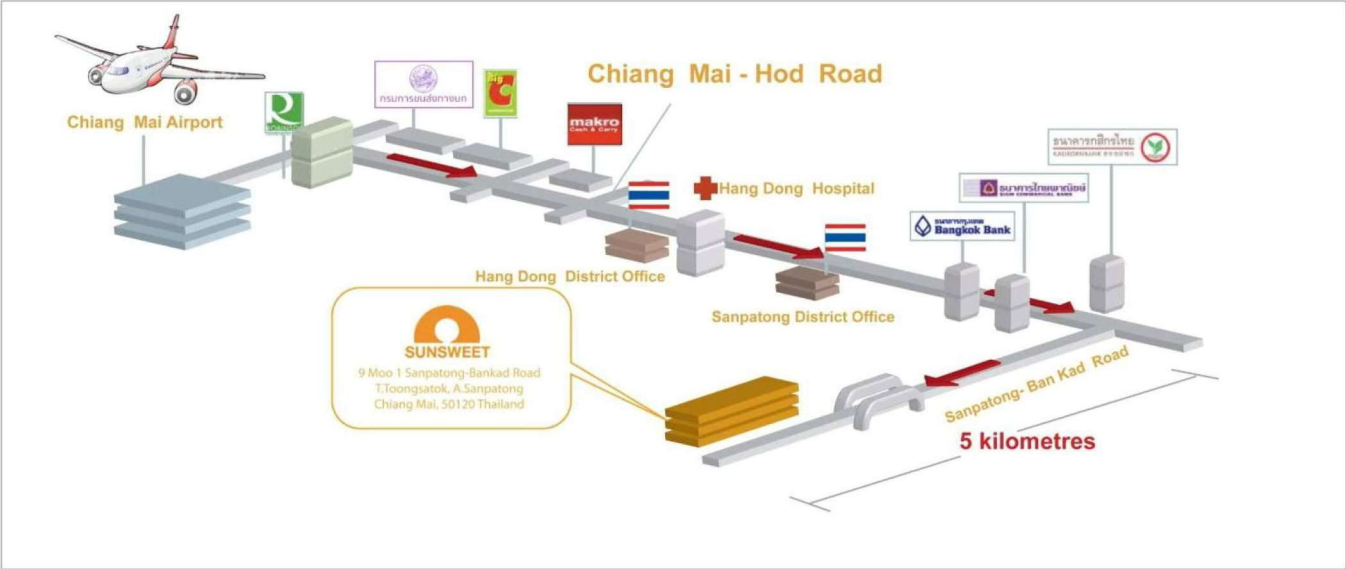 Chiang Mai - Hod Road
Chiang Mai Airport
R
ROBINSON
กรมการขนส่งทางบก
Big
C
makro
Cash & Carry
ธนาคารกสิกรไทย
KASIKORNBANK
Hang Dong Hospital
ธนาคารไทยพาณิชย์
SIAM COMMERCIAL BANK
ธนาคารกรุงเทพ
Bangkok Bank
Hang Dong District Office
Sanpatong District Office
SUNSWEET
9 Moo 1 Sanpatong-Bankad Road
T.Toongsatok, A.Sanpatong
Chiang Mai, 50120 Thailand
Sanpatong- Ban Kad Road
5 kilometres